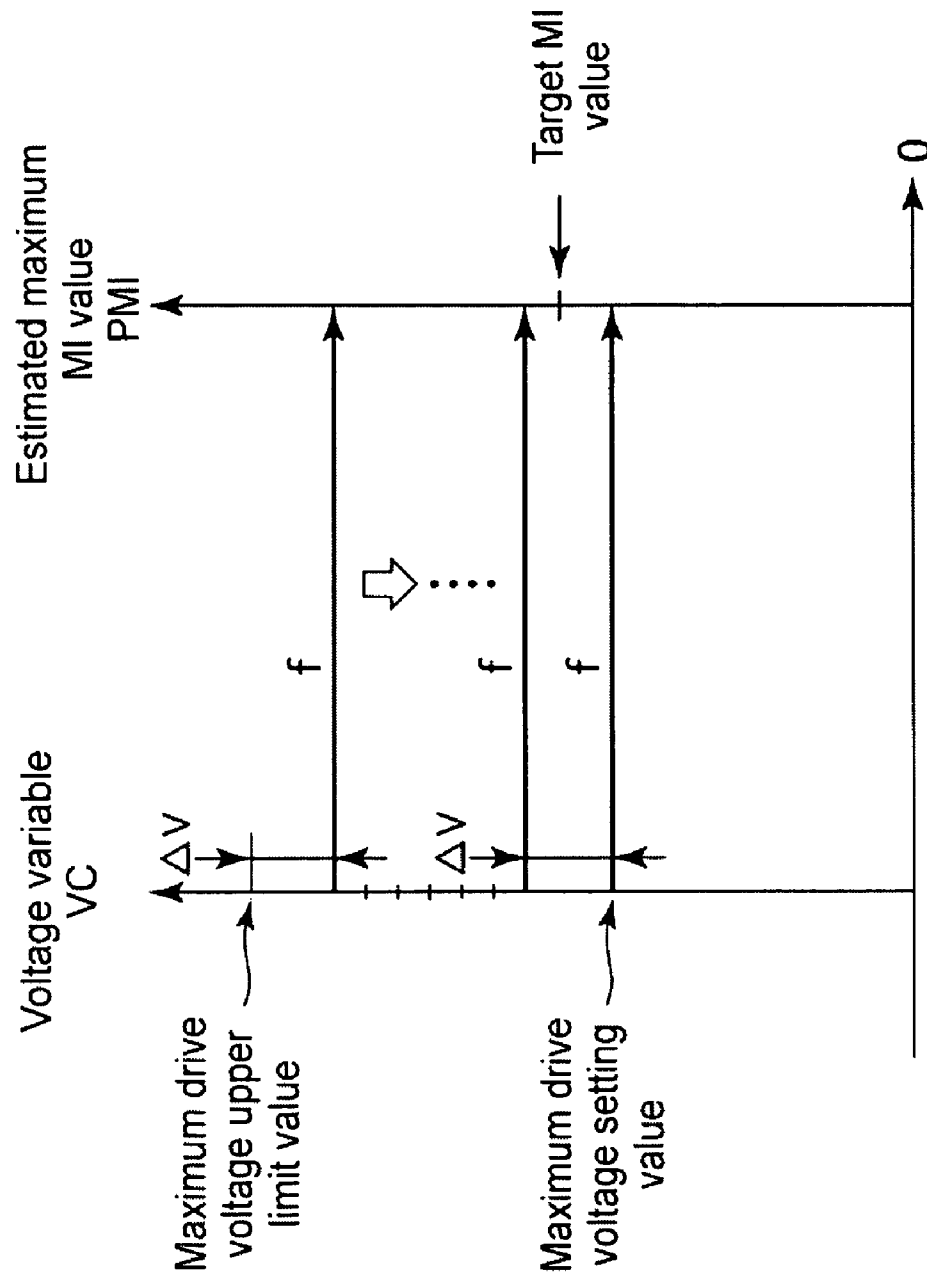 Voltage variable
VC
Estimated maximum
MI value
PMI
ΔV
Maximum drive
voltage upper
limit value
f
ΔV
f
Target MI
value
f
Maximum drive
voltage setting
value
0